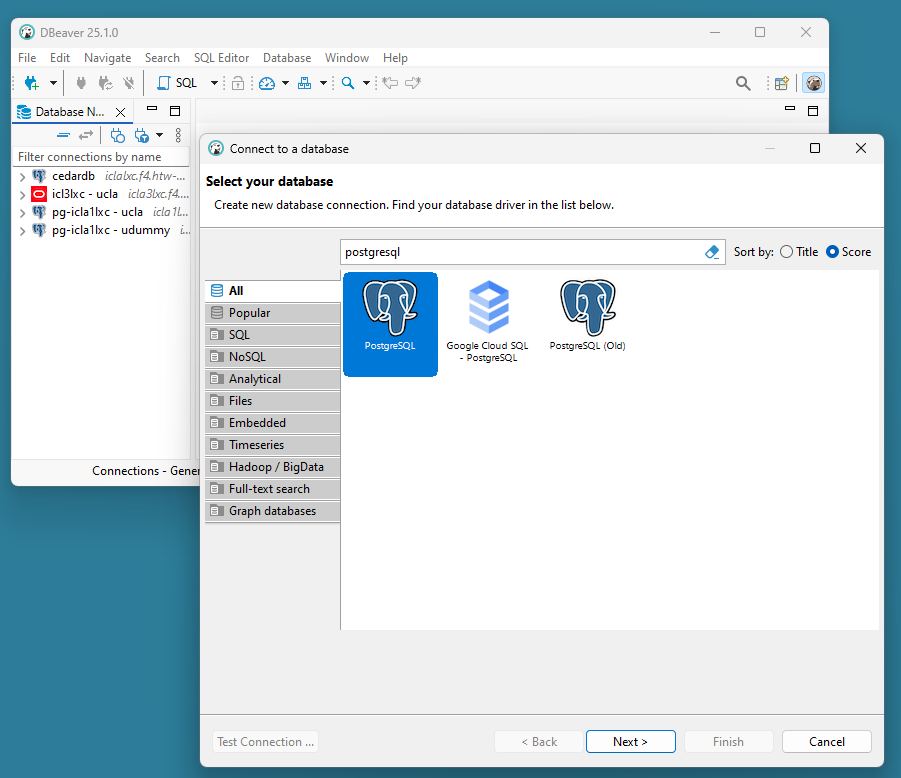 DBeaver 25.1.0
File Edit Navigate Search SQL Editor Database Window Help
SQL
Database N...
Filter connections by name
cedardb iclalxc.f4.htw-...
icl3lxc - ucla icla3lxc.f4....
pg-icla1lxc - ucla icla1l...
pg-icla1lxc - udummy i...
Connections - Gener
Connect to a database
Select your database
Create new database connection. Find your database driver in the list below.
postgresql
Sort by: Title Score
All
Popular
SQL
NoSQL
Analytical
Files
Embedded
Timeseries
Hadoop / BigData
Full-text search
Graph databases
PostgreSQL
Google Cloud SQL
- PostgreSQL
PostgreSQL (Old)
Test Connection ...
< Back
Next >
Finish
Cancel